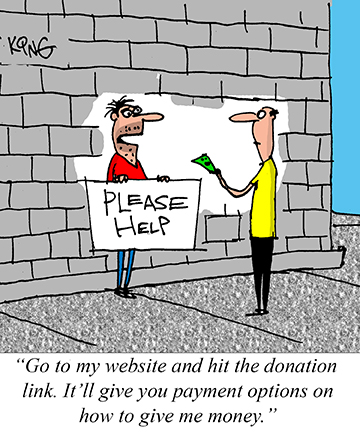 KING
PLEASE
HELP
“Go to my website and hit the donation
link. It’ll give you payment options on
how to give me money.”